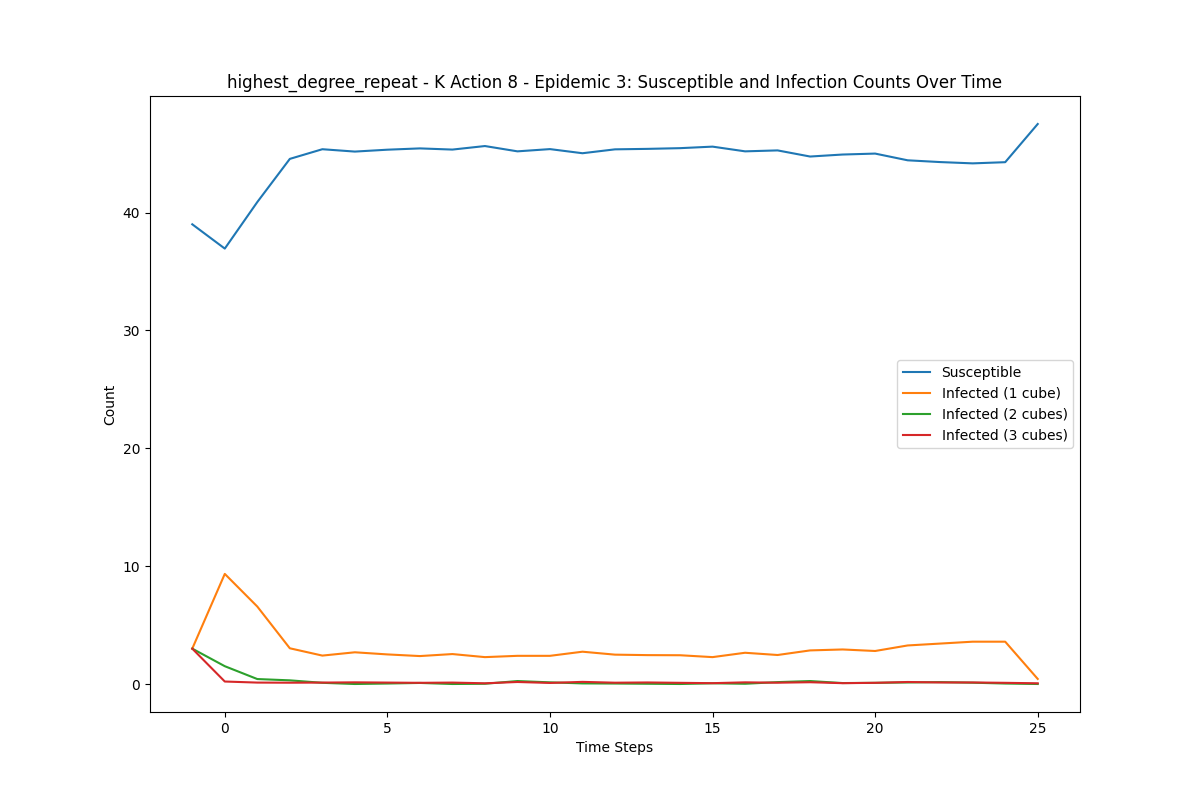 highest_degree_repeat - K Action 8 - Epidemic 3: Susceptible and Infection Counts Over Time
40
30
20
10
0
Count
Susceptible
Infected (1 cube)
Infected (2 cubes)
Infected (3 cubes)
0 5 10 15 20 25
Time Steps